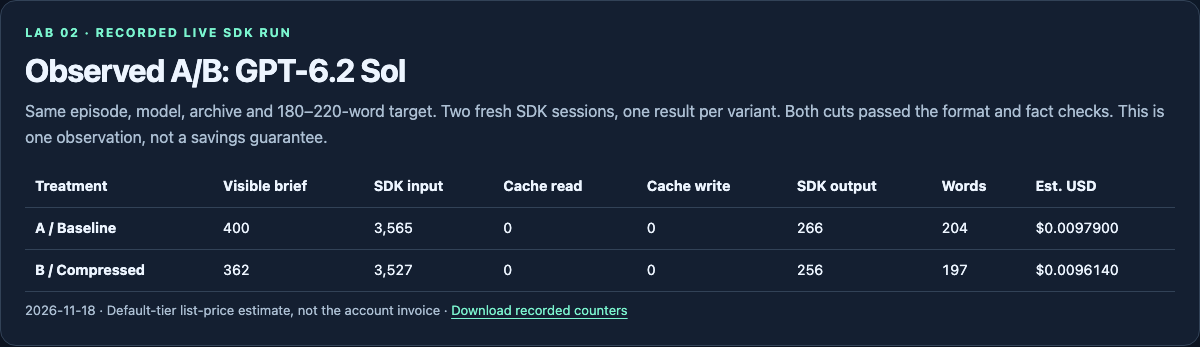 LAB 02 · RECORDED LIVE SDK RUN
Observed A/B: GPT-6.2 Sol
Same episode, model, archive and 180–220-word target. Two fresh SDK sessions, one result per variant. Both cuts passed the format and fact checks. This is
one observation, not a savings guarantee.
Treatment Visible brief SDK input Cache read Cache write SDK output Words Est. USD
A / Baseline 400 3,565 0 0 266 204 $0.0097900
B / Compressed 362 3,527 0 0 256 197 $0.0096140
2026-11-18 · Default-tier list-price estimate, not the account invoice · Download recorded counters